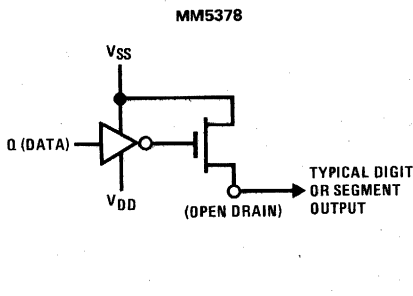 MM5378
VSS
Q (DATA)
VDD
(OPEN DRAIN)
TYPICAL DIGIT
OR SEGMENT
OUTPUT